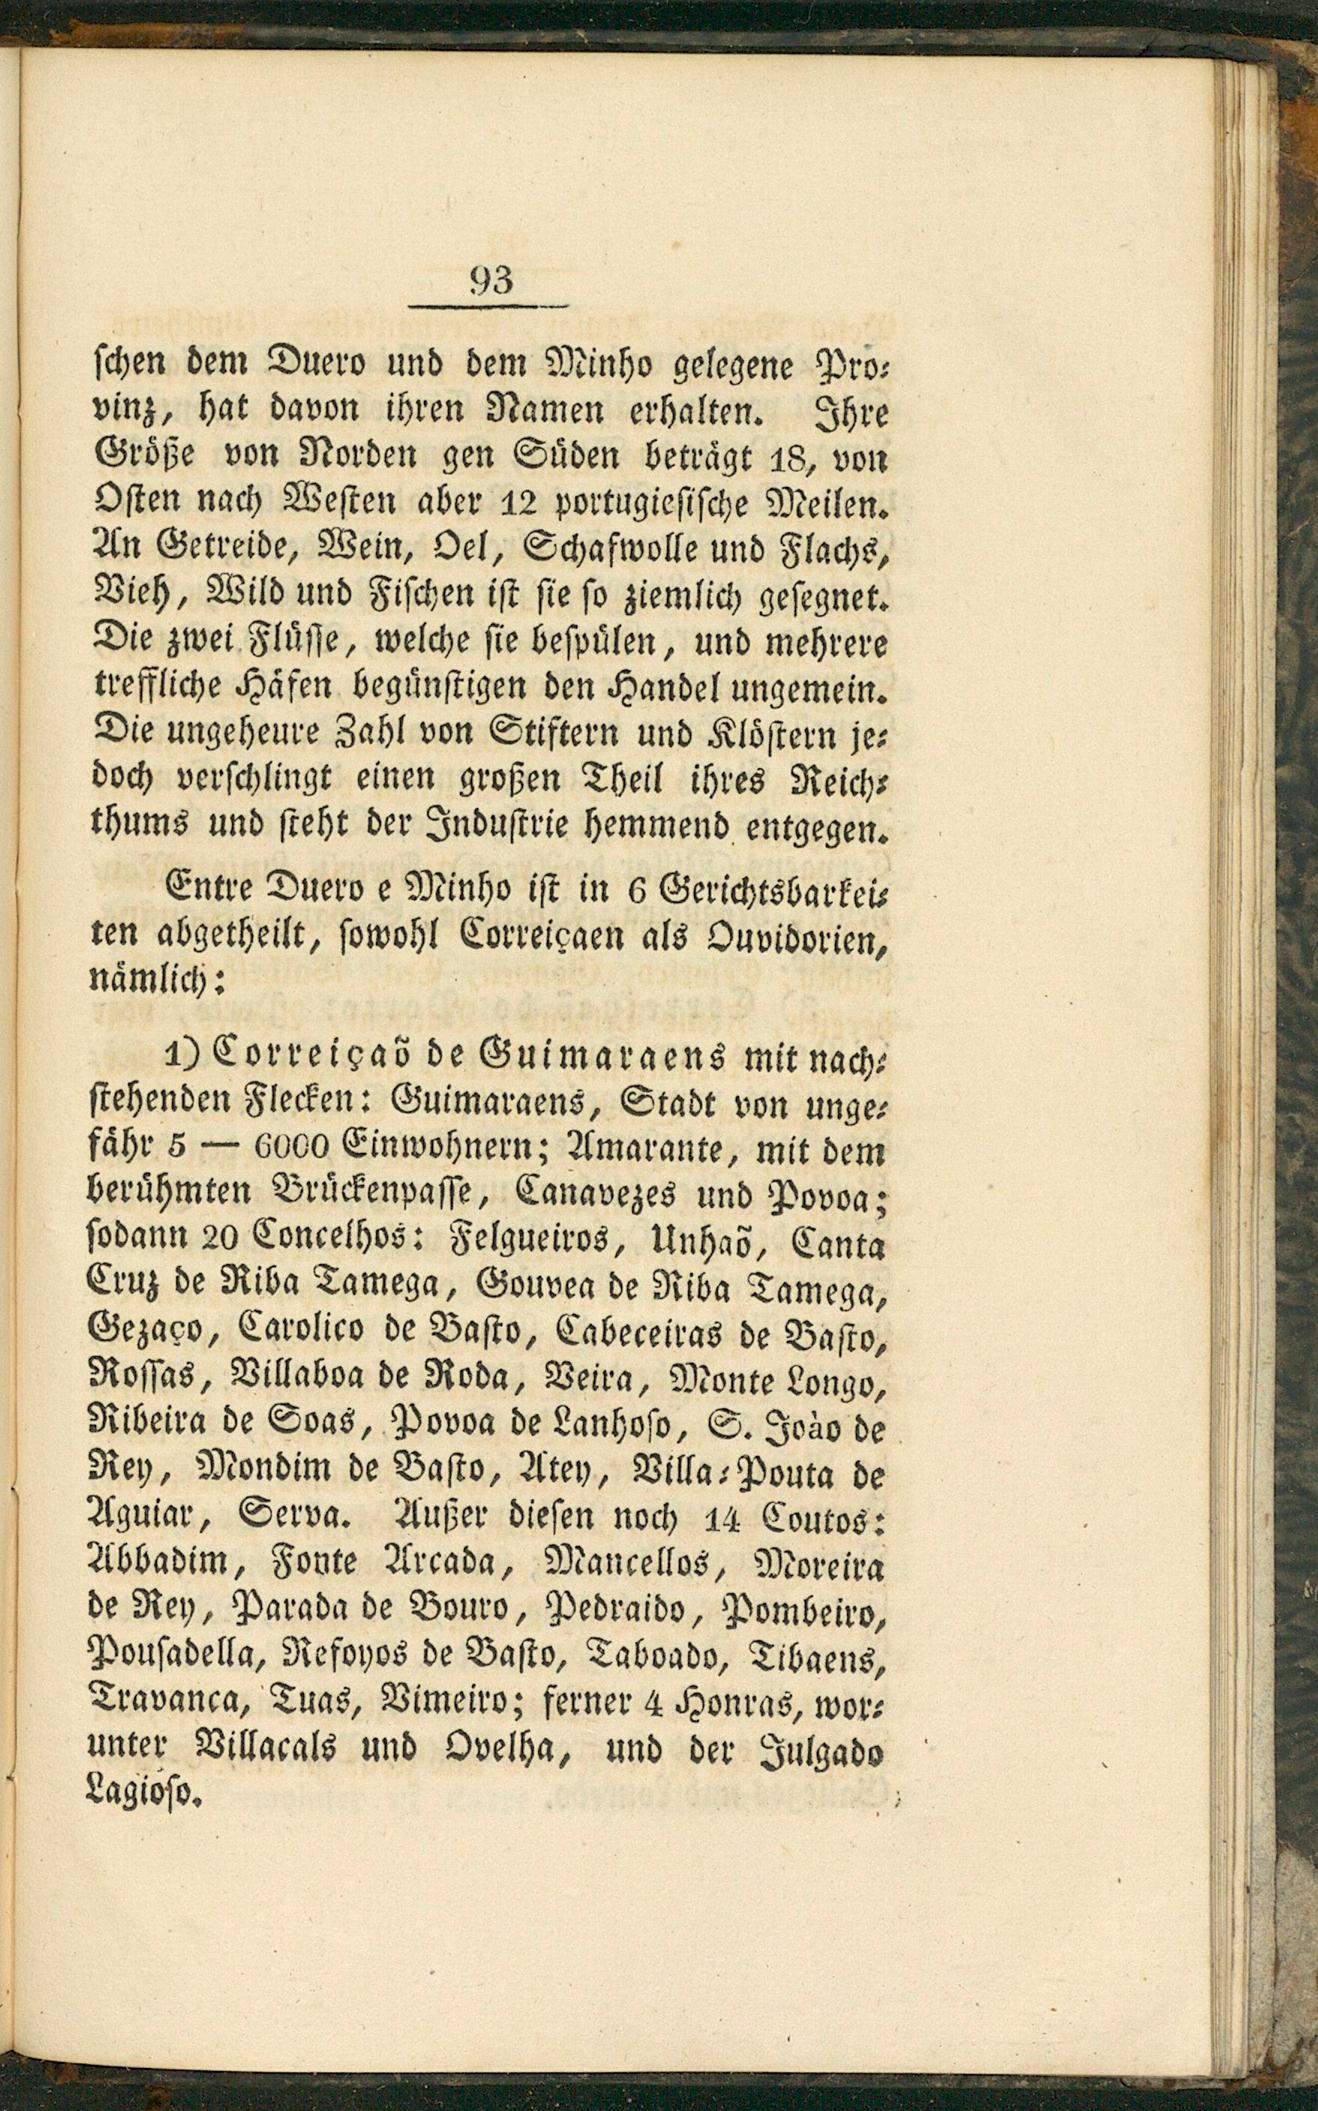 93
schen dem Duero und dem Minho gelegene Pro-
vinz, hat davon ihren Namen erhalten. Ihre
Größe von Norden gen Süden beträgt 18, von
Osten nach Westen aber 12 portugiesische Meilen.
An Getreide, Wein, Oel, Schafwolle und Flachs,
Vieh, Wild und Fischen ist sie so ziemlich gesegnet.
Die zwei Flüsse, welche sie bespülen, und mehrere
treffliche Häfen begünstigen den Handel ungemein.
Die ungeheure Zahl von Stiftern und Klöstern je-
doch verschlingt einen großen Theil ihres Reich-
thums und steht der Industrie hemmend entgegen.
Entre Duero e Minho ist in 6 Gerichtsbarkei-
ten abgetheilt, sowohl Correiçaen als Ouvidorien,
nämlich:
1) Correiçaõ de Guimaraens mit nach-
stehenden Flecken: Guimaraens, Stadt von unge-
fähr 5 — 6000 Einwohnern; Amarante, mit dem
berühmten Brückenpasse, Canavezes und Povoa;
sodann 20 Concelhos: Felgueiros, Unhaõ, Canta
Cruz de Riba Tamega, Gouvea de Riba Tamega,
Gezaço, Carolico de Basto, Cabeceiras de Basto,
Rossas, Villaboa de Roda, Veira, Monte Longo,
Ribeira de Soas, Povoa de Lanhoso, S. Joào de
Rey, Mondim de Basto, Atey, Villa-Pouta de
Aguiar, Serva. Außer diesen noch 14 Coutos:
Abbadim, Fonte Arcada, Mancellos, Moreira
de Rey, Parada de Bouro, Pedraido, Pombeiro,
Pousadella, Refoyos de Basto, Taboado, Tibaens,
Travanca, Tuas, Vimeiro; ferner 4 Honras, wor-
unter Villacals und Ovelha, und der Julgado
Lagioso.